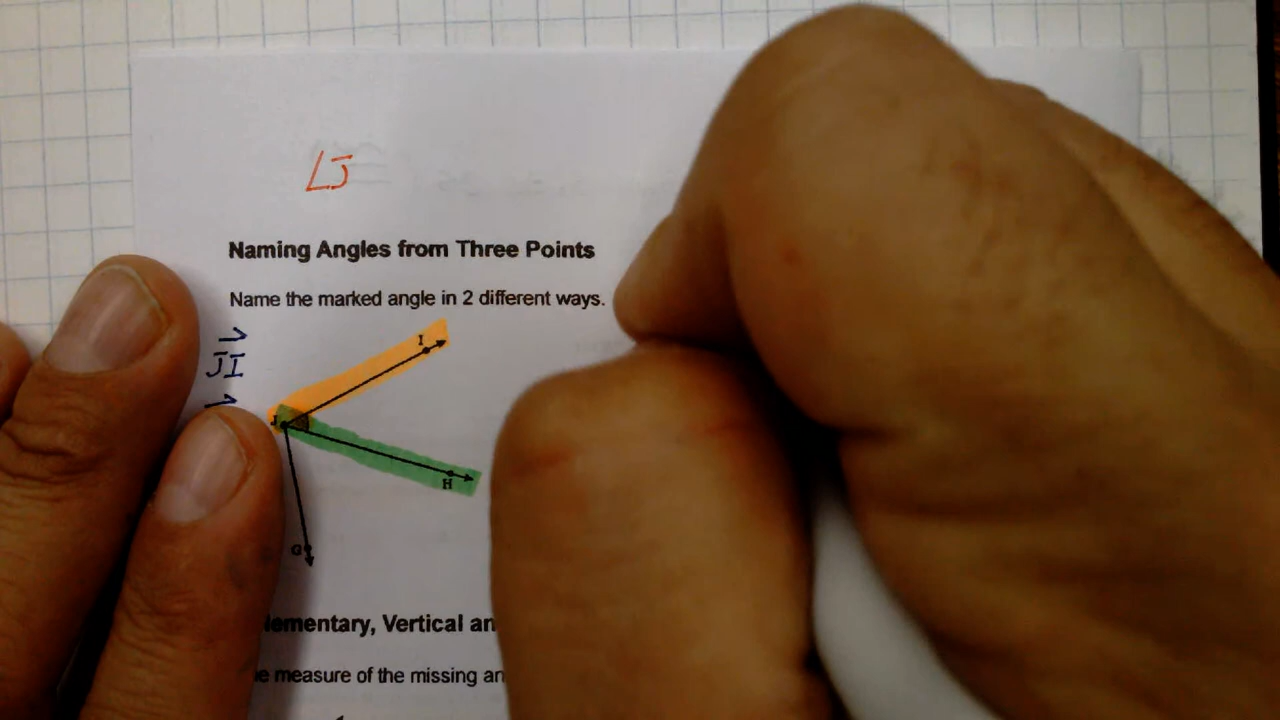 ∠J
Naming Angles from Three Points
Name the marked angle in 2 different ways.
I
JI
J
H
G
lementary, Vertical an
e measure of the missing an